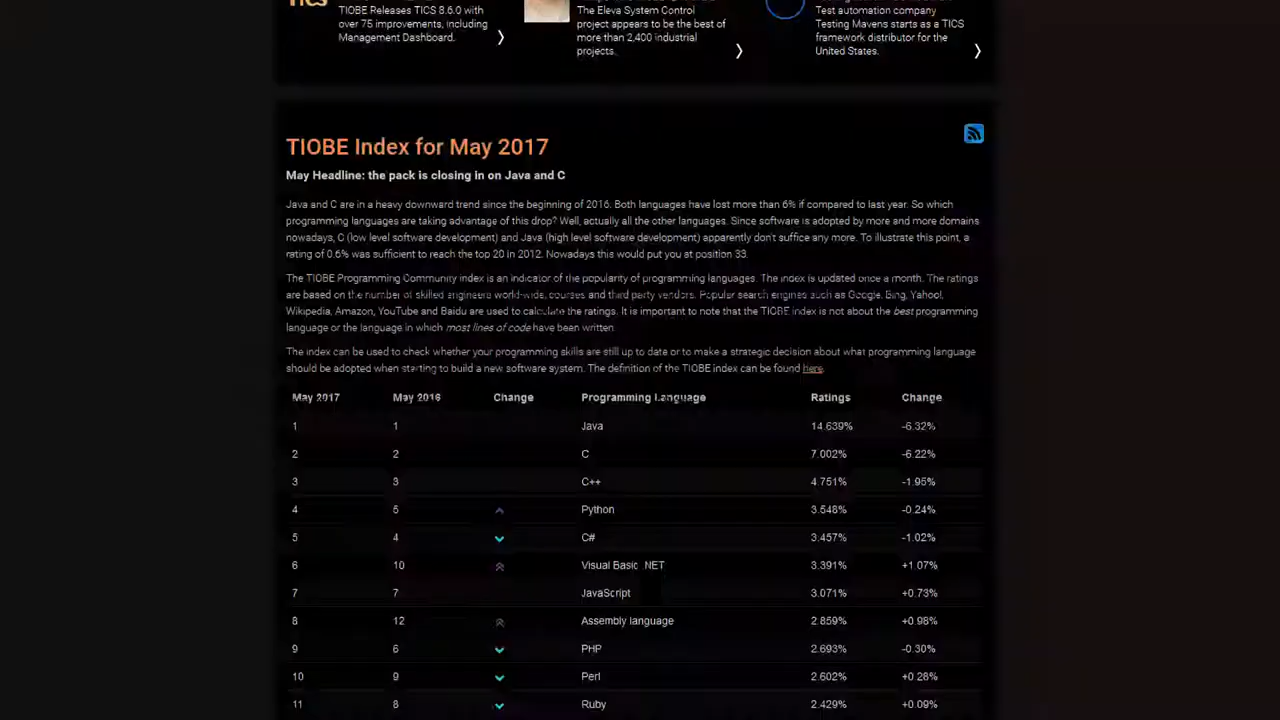 TIOBE Releases TICS 8.6.0 with
over 75 improvements, including
Management Dashboard.
The Eleva System Control
project appears to be the best of
more than 2,400 industrial
projects.
Test automation company
Testing Mavens starts as a TICS
framework distributor for the
United States.
TIOBE Index for May 2017
May Headline: the pack is closing in on Java and C
Java and C are in a heavy downward trend since the beginning of 2016. Both languages have lost more than 6% if compared to last year. So which
programming languages are taking advantage of this drop? Well, actually all the other languages. Since software is adopted by more and more domains
nowadays, C (low level software development) and Java (high level software development) apparently don't suffice any more. To illustrate this point, a
rating of 0.6% was sufficient to reach the top 20 in 2012. Nowadays this would put you at position 33.
The TIOBE Programming Community index is an indicator of the popularity of programming languages. The index is updated once a month. The ratings
are based on the number of skilled engineers world-wide, courses and third party vendors. Popular search engines such as Google, Bing, Yahoo!,
Wikipedia, Amazon, YouTube and Baidu are used to calculate the ratings. It is important to note that the TIOBE index is not about the best programming
language or the language in which most lines of code have been written.
The index can be used to check whether your programming skills are still up to date or to make a strategic decision about what programming language
should be adopted when starting to build a new software system. The definition of the TIOBE index can be found here.
May 2017 May 2016 Change Programming Language Ratings Change
1 1 Java 14.639% -6.32%
2 2 C 7.002% -6.22%
3 3 C++ 4.751% -1.95%
4 5 Python 3.548% -0.24%
5 4 C# 3.457% -1.02%
6 10 Visual Basic .NET 3.391% +1.07%
7 7 JavaScript 3.071% +0.73%
8 12 Assembly language 2.859% +0.98%
9 6 PHP 2.693% -0.30%
10 9 Perl 2.602% +0.28%
11 8 Ruby 2.429% +0.09%